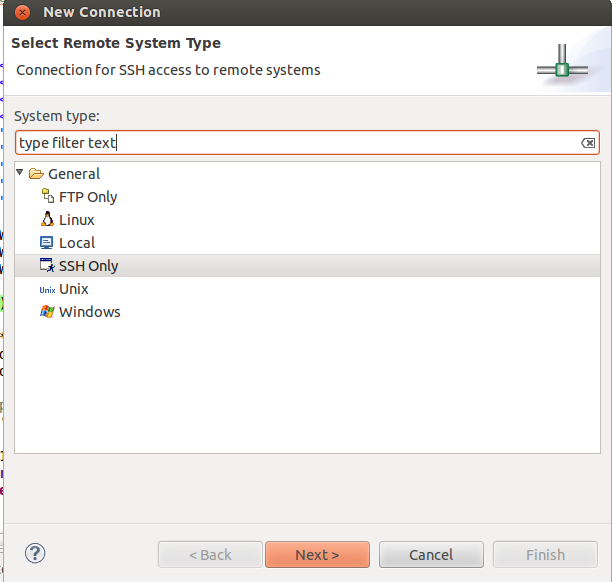 New Connection
Select Remote System Type
Connection for SSH access to remote systems
System type:
type filter text
General
FTP Only
Linux
Local
SSH Only
Unix Unix
Windows
< Back Next > Cancel Finish